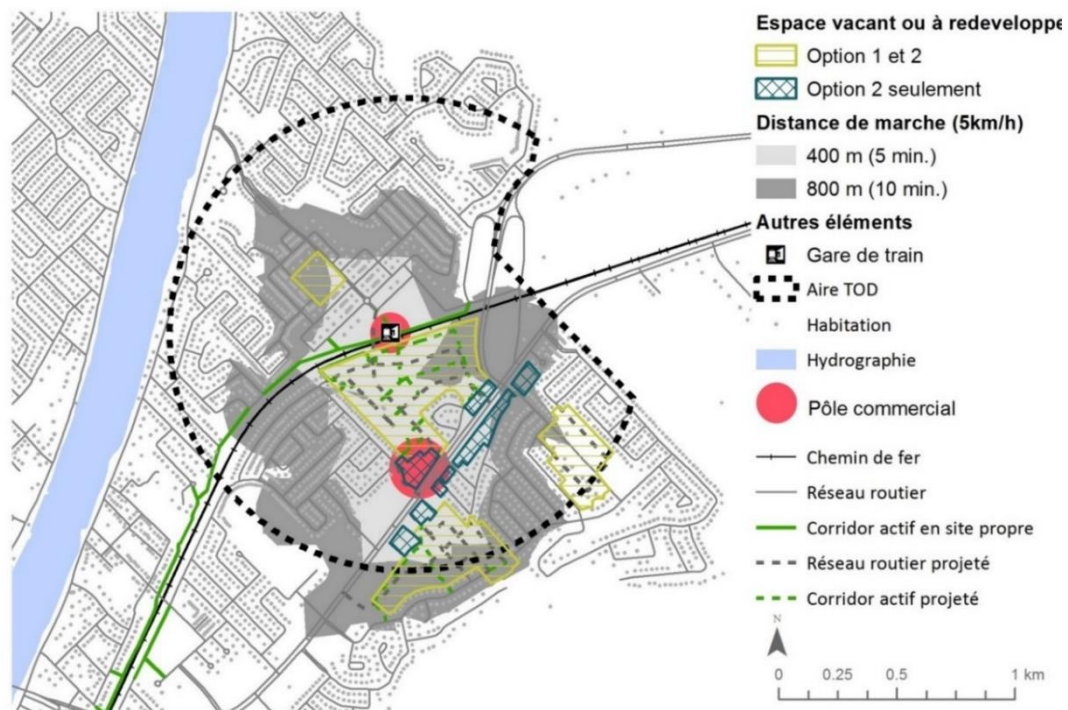 Espace vacant ou à redeveloppe
Option 1 et 2
Option 2 seulement
Distance de marche (5km/h)
400 m (5 min.)
800 m (10 min.)
Autres éléments
Gare de train
Aire TOD
Habitation
Hydrographie
Pôle commercial
Chemin de fer
Réseau routier
Corridor actif en site propre
Réseau routier projeté
Corridor actif projeté
N
0 0.25 0.5 1 km